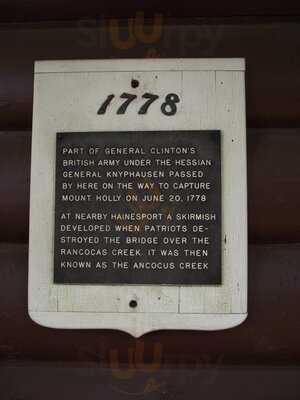 1778
PART OF GENERAL CLINTON'S
BRITISH ARMY UNDER THE HESSIAN
GENERAL KNYPHAUSEN PASSED
BY HERE ON THE WAY TO CAPTURE
MOUNT HOLLY ON JUNE 20, 1778
AT NEARBY HAINESPORT A SKIRMISH
DEVELOPED WHEN PATRIOTS DE-
STROYED THE BRIDGE OVER THE
RANCOCAS CREEK. IT WAS THEN
KNOWN AS THE ANCOCUS CREEK